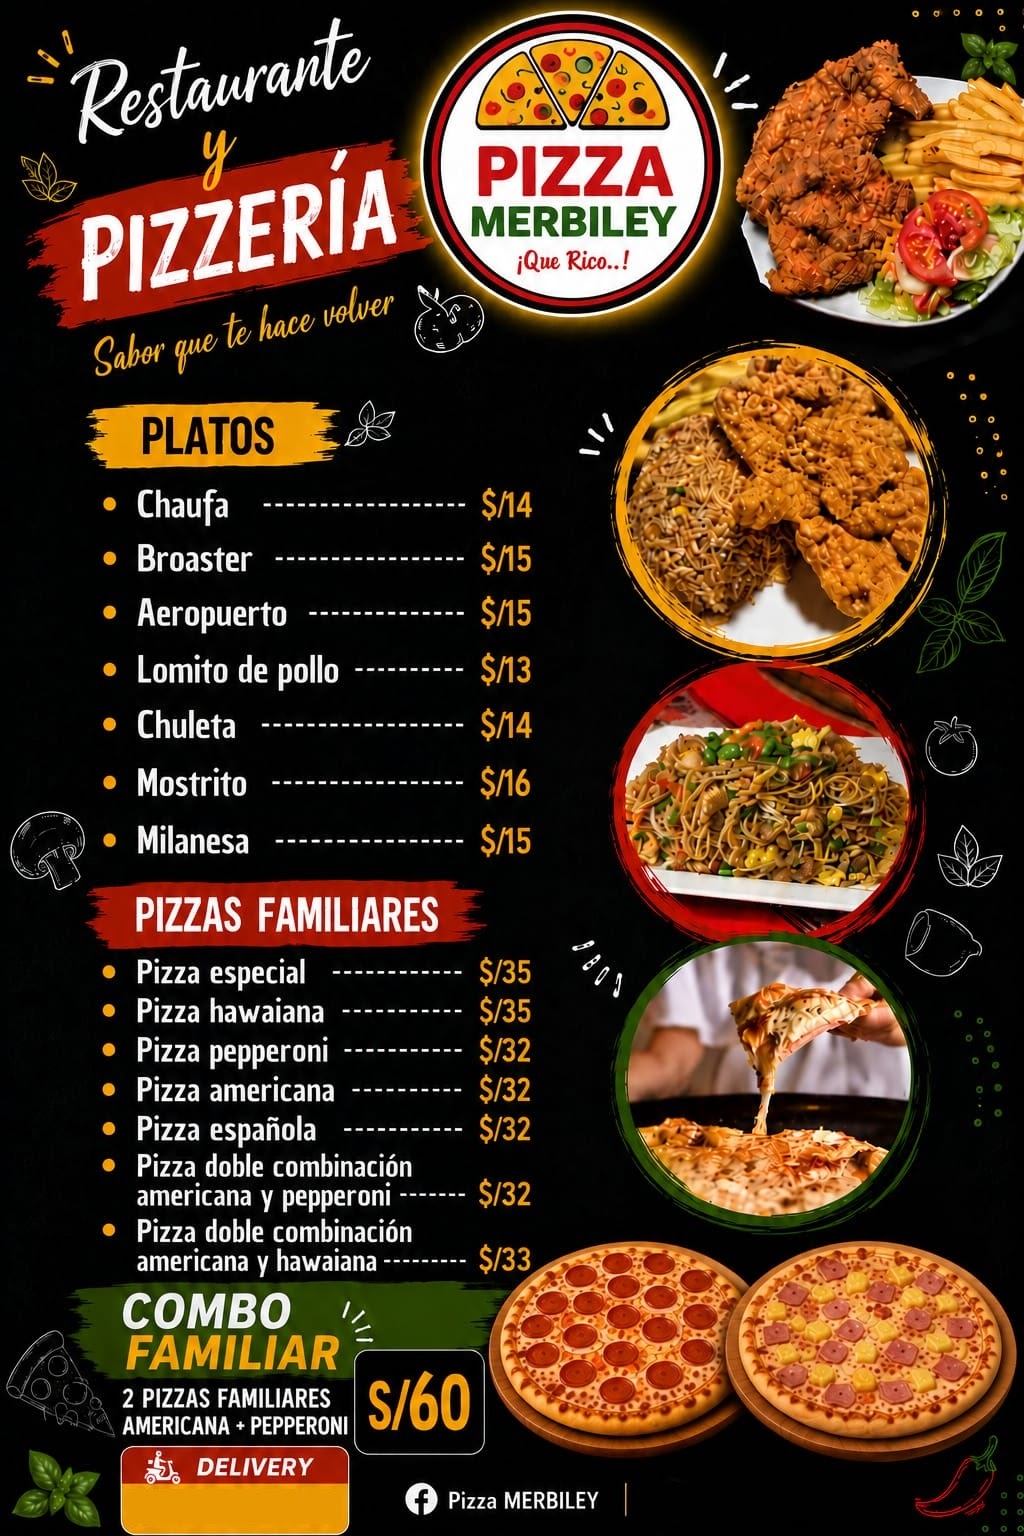 Restaurante
y
PIZZERÍA
Sabor que te hace volver
PIZZA
MERBILEY
¡Que Rico..!
PLATOS
• Chaufa -------------------- S/14
• Broaster ------------------- S/15
• Aeropuerto --------------- S/15
• Lomito de pollo ---------- S/13
• Chuleta -------------------- S/14
• Mostrito ------------------- S/16
• Milanesa ------------------- S/15
PIZZAS FAMILIARES
• Pizza especial ------------- S/35
• Pizza hawaiana ------------ S/35
• Pizza pepperoni ------------ S/32
• Pizza americana ----------- S/32
• Pizza española ------------ S/32
• Pizza doble combinación
americana y pepperoni ------- S/32
• Pizza doble combinación
americana y hawaiana -------- S/33
COMBO
FAMILIAR
2 PIZZAS FAMILIARES
AMERICANA + PEPPERONI
S/60
DELIVERY
Pizza MERBILEY